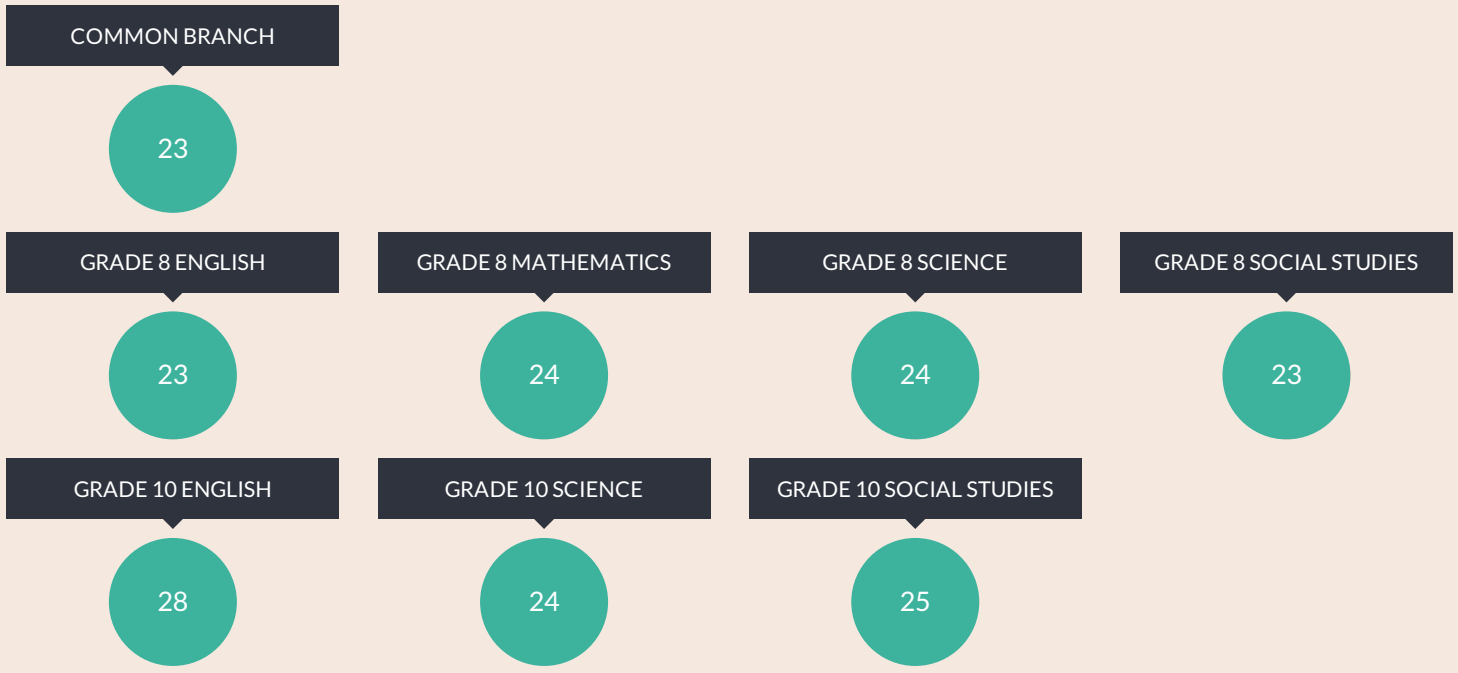 COMMON BRANCH
23
GRADE 8 ENGLISH
23
GRADE 8 MATHEMATICS
24
GRADE 8 SCIENCE
24
GRADE 8 SOCIAL STUDIES
23
GRADE 10 ENGLISH
28
GRADE 10 SCIENCE
24
GRADE 10 SOCIAL STUDIES
25